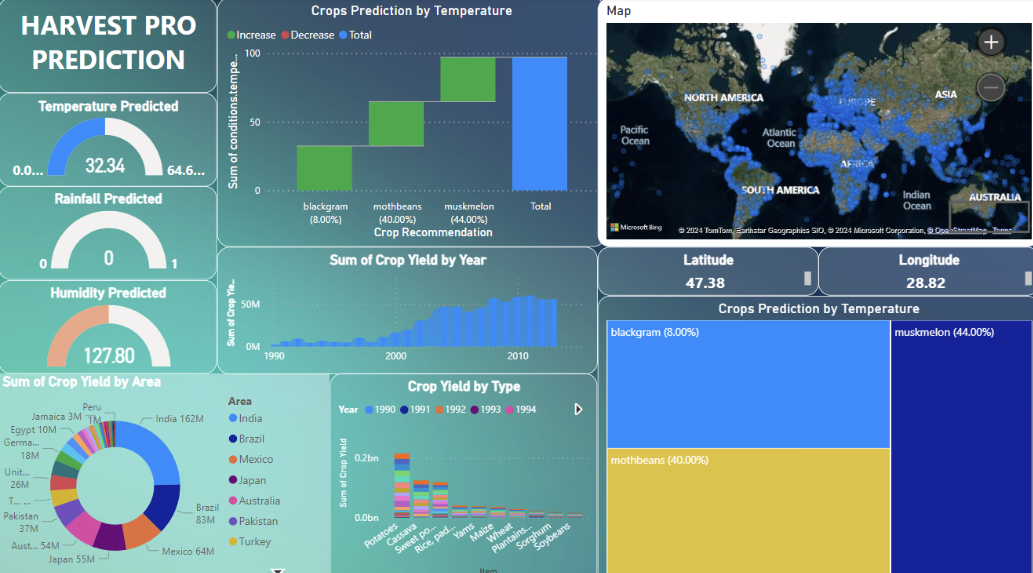 HARVEST PRO
PREDICTION
Temperature Predicted
32.34
0.0...
64.6...
Rainfall Predicted
0
0
1
Humidity Predicted
127.80
Crops Prediction by Temperature
Increase Decrease Total
Sum of conditions.tempe...
100
50
0
blackgram
(8.00%)
mothbeans
(40.00%)
muskmelon
(44.00%)
Total
Crop Recommendation
Sum of Crop Yield by Year
Sum of Crop Yie...
50M
0M
1990
2000
2010
Map
NORTH AMERICA
EUROPE
ASIA
Pacific
Ocean
Atlantic
Ocean
AFRICA
SOUTH AMERICA
Indian
Ocean
AUSTRALIA
Microsoft Bing
© 2024 TomTom, Earthstar Geographics SIO, © 2024 Microsoft Corporation, © OpenStreetMap, Terms
Latitude
47.38
Longitude
28.82
Crops Prediction by Temperature
blackgram (8.00%)
muskmelon (44.00%)
mothbeans (40.00%)
Sum of Crop Yield by Area
Peru
1M
Jamaica 3M
Egypt 10M
Germa...
18M
Unit...
26M
T... ...
Pakistan
37M
Aust... 54M
Japan 55M
Mexico 64M
Brazil
83M
India 162M
Area
India
Brazil
Mexico
Japan
Australia
Pakistan
Turkey
Crop Yield by Type
Year 1990 1991 1992 1993 1994
Sum of Crop Yield
0.2bn
0.0bn
Potatoes
Cassava
Sweet po...
Rice, pad...
Yams
Maize
Wheat
Plantains...
Sorghum
Soybeans
Item